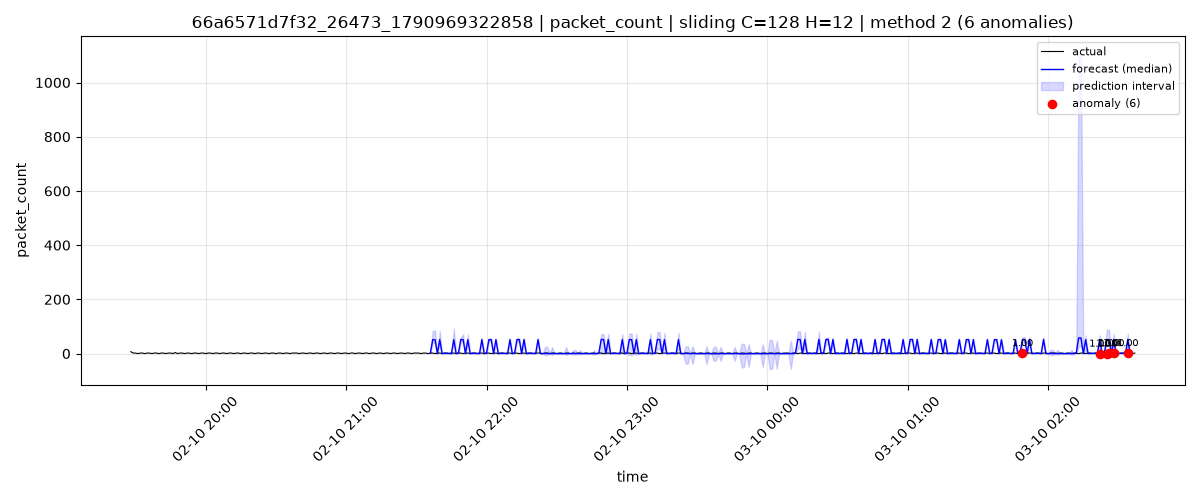 66a6571d7f32_26473_1790969322858 | packet_count | sliding C=128 H=12 | method 2 (6 anomalies)
actual
forecast (median)
prediction interval
anomaly (6)
packet_count
1000
800
600
400
200
0
1.00
02-10 20:00
02-10 21:00
02-10 22:00
02-10 23:00
03-10 00:00
03-10 01:00
03-10 02:00
time